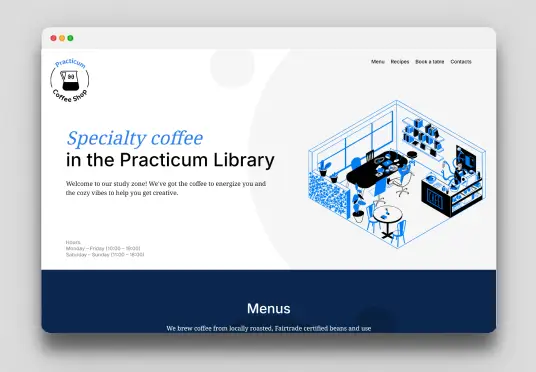 Practicum
Coffee Shop
Menu Recipes Book a table Contacts
Specialty coffee
in the Practicum Library
Welcome to our study zone! We've got the coffee to energize you and
the cozy vibes to help you get creative.
Hours:
Monday – Friday (10:00 – 19:00)
Saturday – Sunday (11:00 – 18:00)
Menus
We brew coffee from locally roasted, Fairtrade certified beans and use